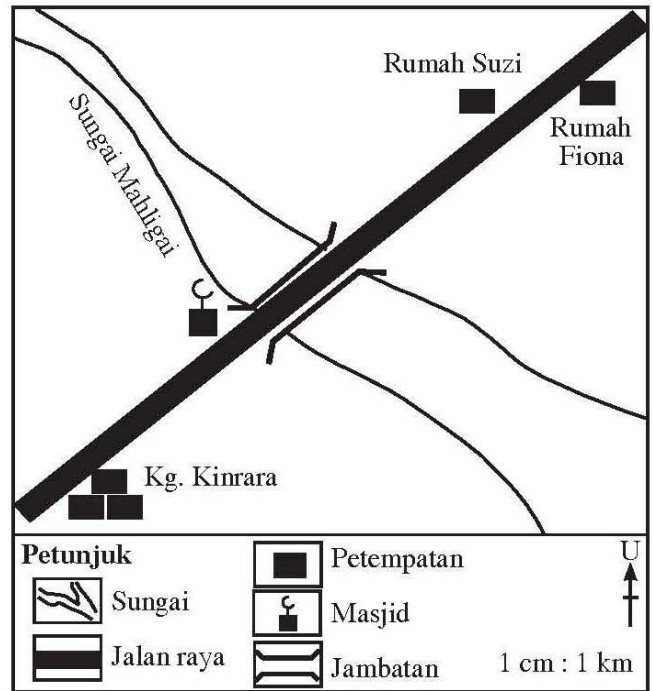 Rumah Suzi
Rumah
Fiona
Sungai Mahligai
Kg. Kinrara
Petunjuk
Sungai
Jalan raya
Petempatan
Masjid
Jambatan
U
1 cm : 1 km